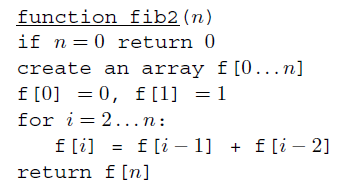 function fib2(n)
if n = 0 return 0
create an array f[0...n]
f[0] = 0, f[1] = 1
for i = 2...n:
    f[i] = f[i − 1] + f[i − 2]
return f[n]